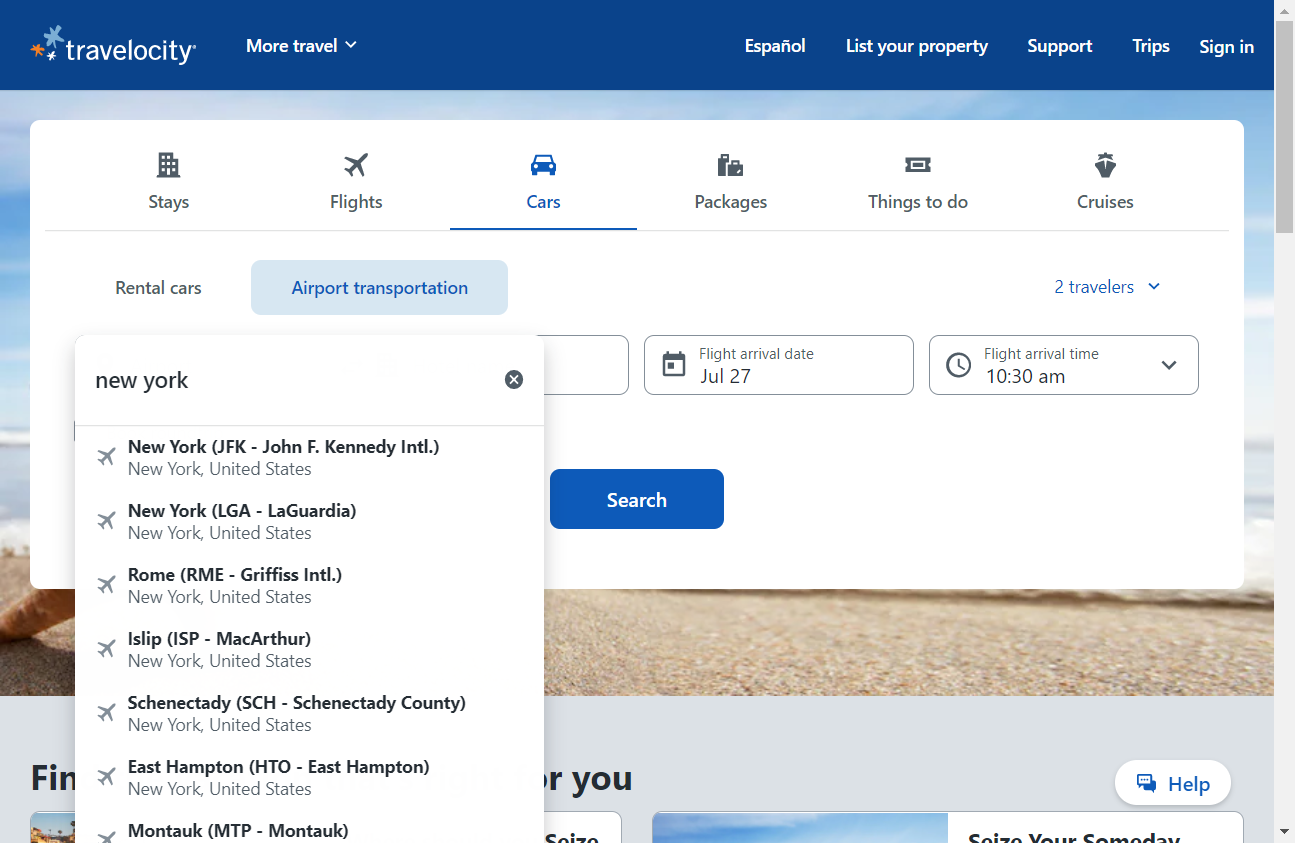 travelocity
More travel
Español
List your property
Support
Trips
Sign in
Stays
Flights
Cars
Packages
Things to do
Cruises
Rental cars
Airport transportation
2 travelers
new york
Flight arrival date
Jul 27
Flight arrival time
10:30 am
New York (JFK - John F. Kennedy Intl.)
New York, United States
New York (LGA - LaGuardia)
New York, United States
Rome (RME - Griffiss Intl.)
New York, United States
Islip (ISP - MacArthur)
New York, United States
Schenectady (SCH - Schenectady County)
New York, United States
East Hampton (HTO - East Hampton)
New York, United States
Montauk (MTP - Montauk)
Search
for you
Help
Seize
Seize Your Someday